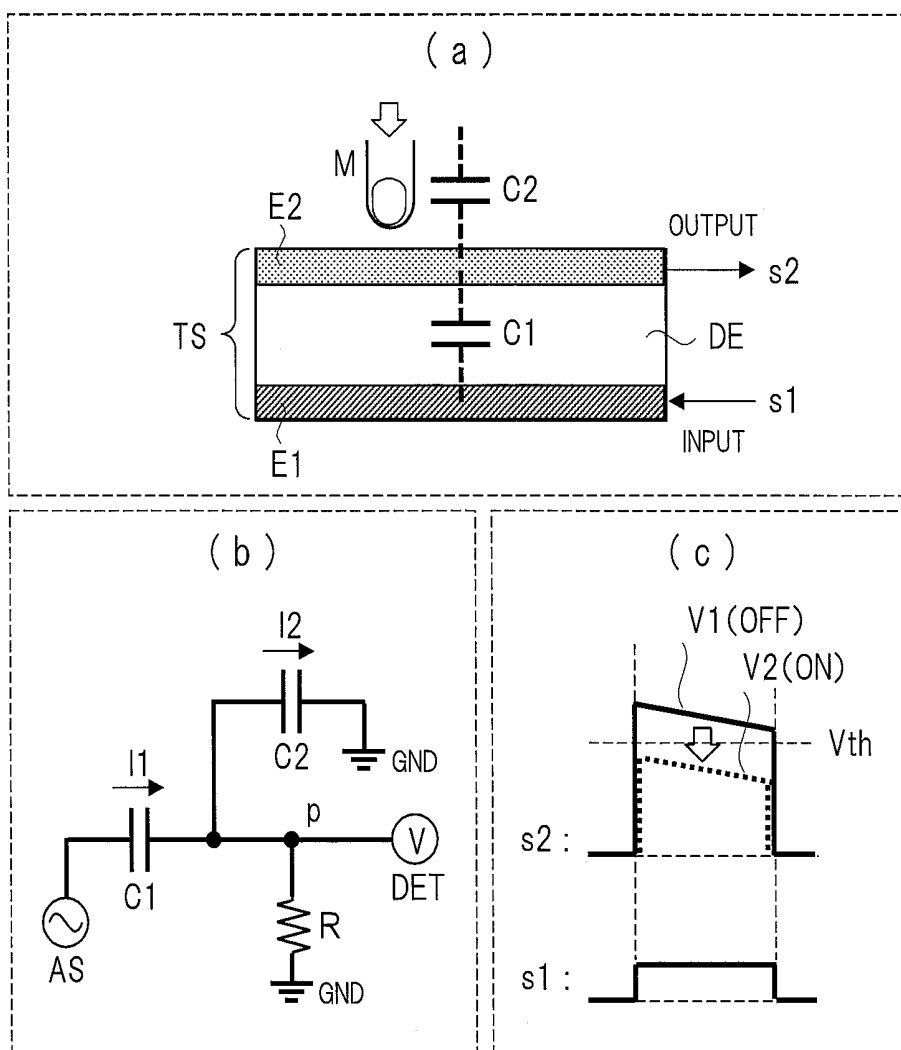 (a)
M
C2
E2
OUTPUT
s2
TS
C1
DE
s1
E1
INPUT
(b)
I2
C2
GND
I1
p
V
C1
DET
R
AS
GND
(c)
V1(OFF)
V2(ON)
Vth
s2 :
s1 :